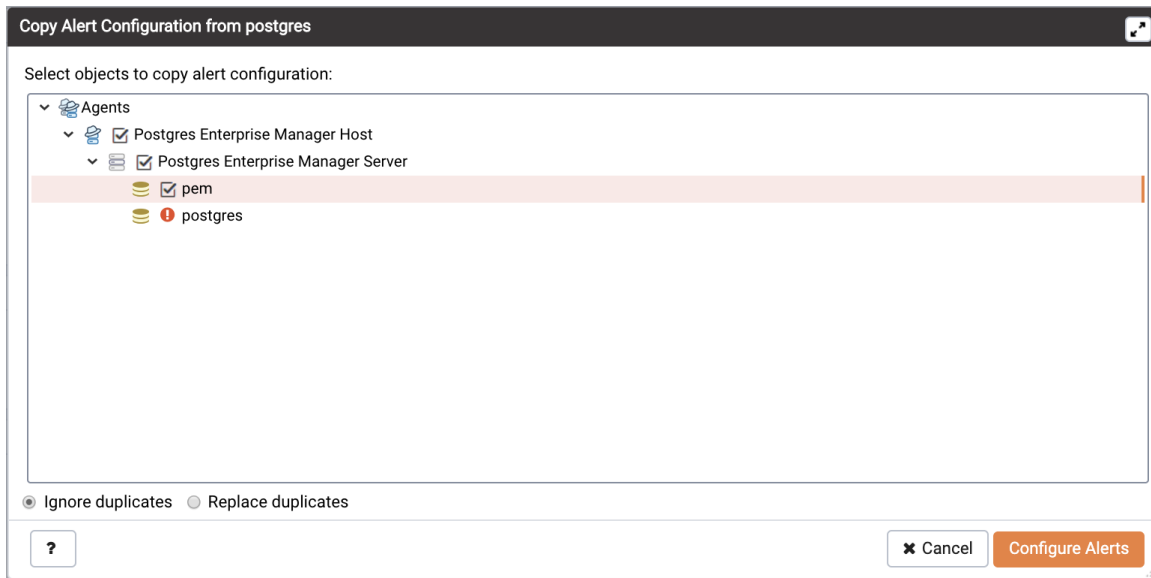 Copy Alert Configuration from postgres
Select objects to copy alert configuration:
Agents
Postgres Enterprise Manager Host
Postgres Enterprise Manager Server
pem
postgres
Ignore duplicates Replace duplicates
? Cancel Configure Alerts